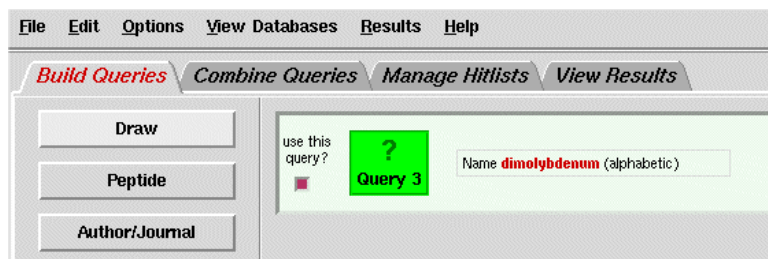 File Edit Options View Databases Results Help
Build Queries Combine Queries Manage Hitlists View Results
Draw
Peptide
Author/Journal
use this
query?
?
Query 3
Name dimolybdenum (alphabetic)